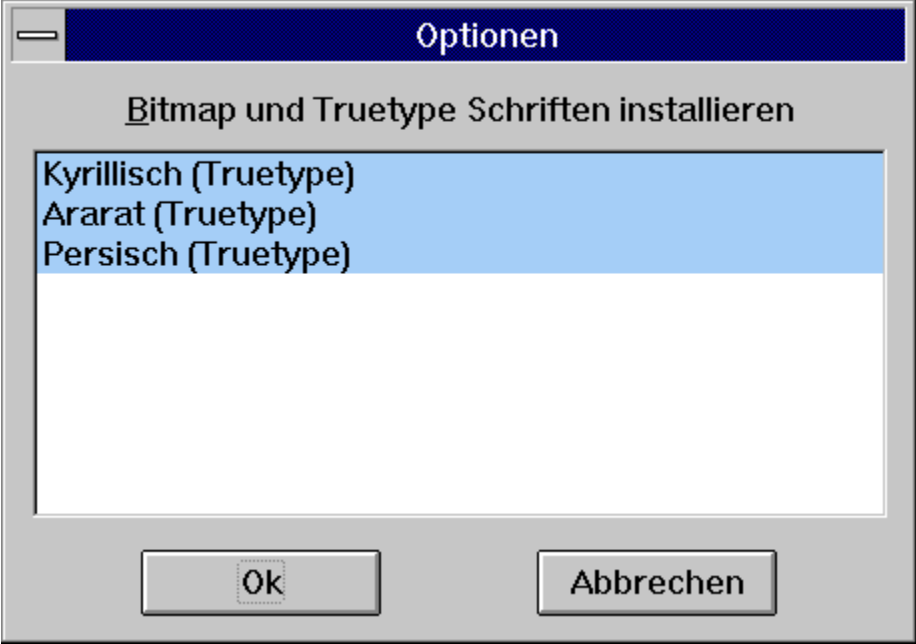 Optionen
Bitmap und Truetype Schriften installieren
Kyrillisch (Truetype)
Ararat (Truetype)
Persisch (Truetype)
Ok
Abbrechen